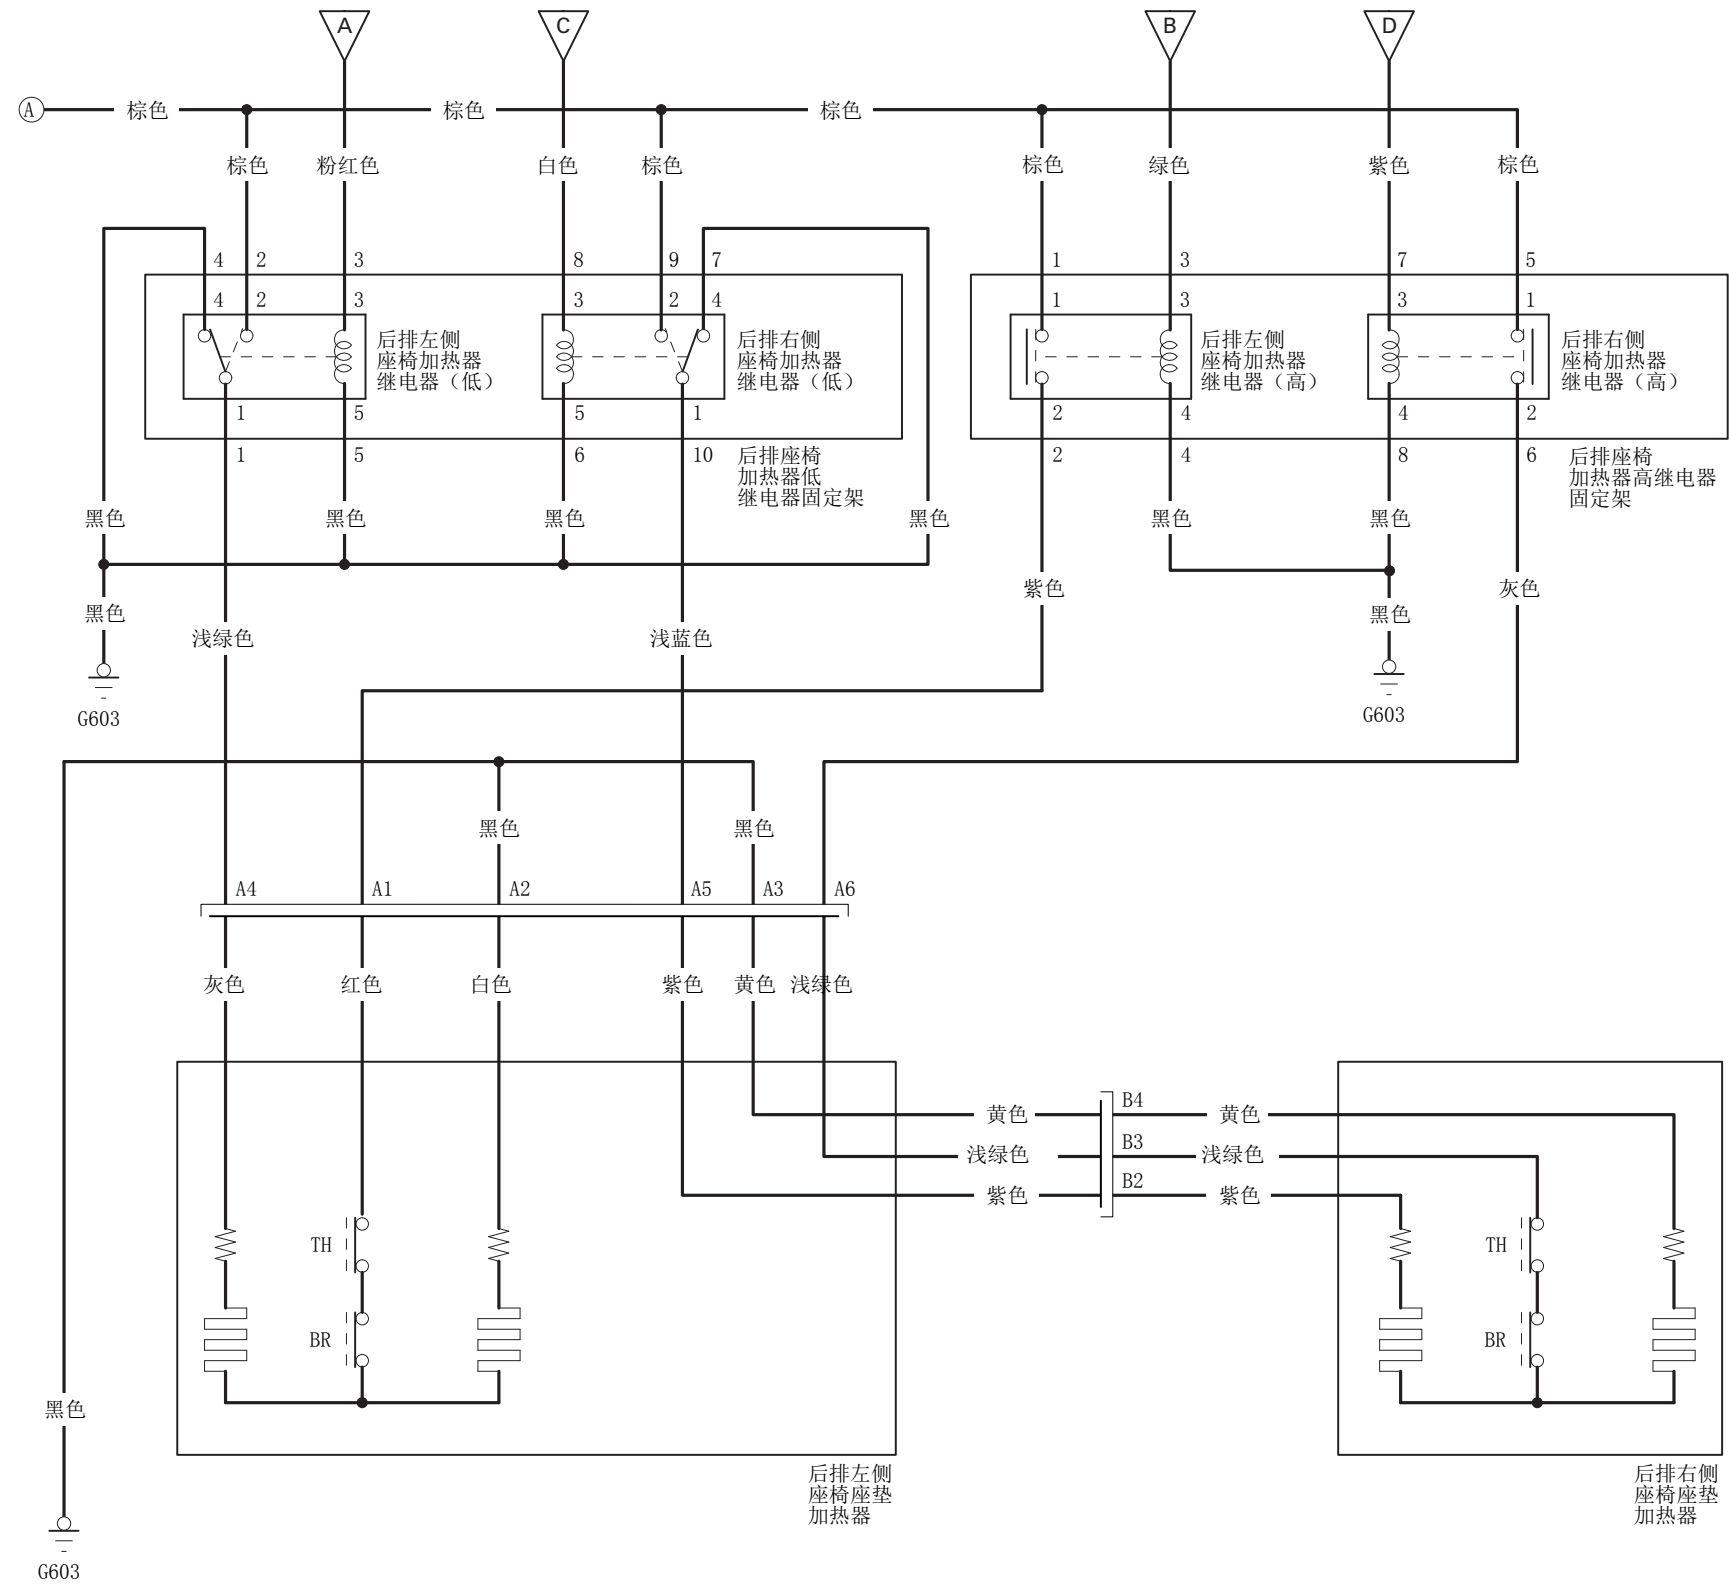 A
C
B
D
A
棕色
棕色
棕色
棕色
粉红色
白色
棕色
棕色
绿色
紫色
棕色
4
2
3
8
9
7
1
3
7
5
4
2
3
3
2
4
1
3
3
1
后排左侧
座椅加热器
继电器（低）
后排右侧
座椅加热器
继电器（低）
后排左侧
座椅加热器
继电器（高）
后排右侧
座椅加热器
继电器（高）
1
5
5
1
2
4
4
2
1
5
6
10
2
4
8
6
后排座椅
加热器低
继电器固定架
后排座椅
加热器高继电器
固定架
黑色
黑色
黑色
黑色
黑色
黑色
黑色
浅绿色
浅蓝色
紫色
黑色
灰色
G603
G603
黑色
黑色
A4
A1
A2
A5
A3
A6
灰色
红色
白色
紫色
黄色
浅绿色
黄色
B4
黄色
浅绿色
B3
浅绿色
紫色
B2
紫色
TH
TH
BR
BR
黑色
后排左侧
座椅座垫
加热器
后排右侧
座椅座垫
加热器
G603